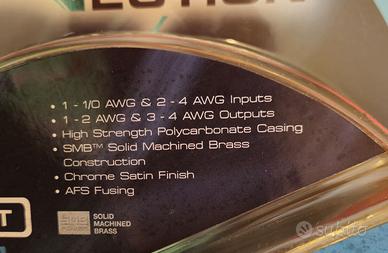 • 1 - 1/0 AWG & 2 - 4 AWG Inputs
• 1 - 2 AWG & 3 - 4 AWG Outputs
• High Strength Polycarbonate Casing
• SMB™ Solid Machined Brass
Construction
• Chrome Satin Finish
• AFS Fusing
T
SOLID
MACHINED
BRASS
subito